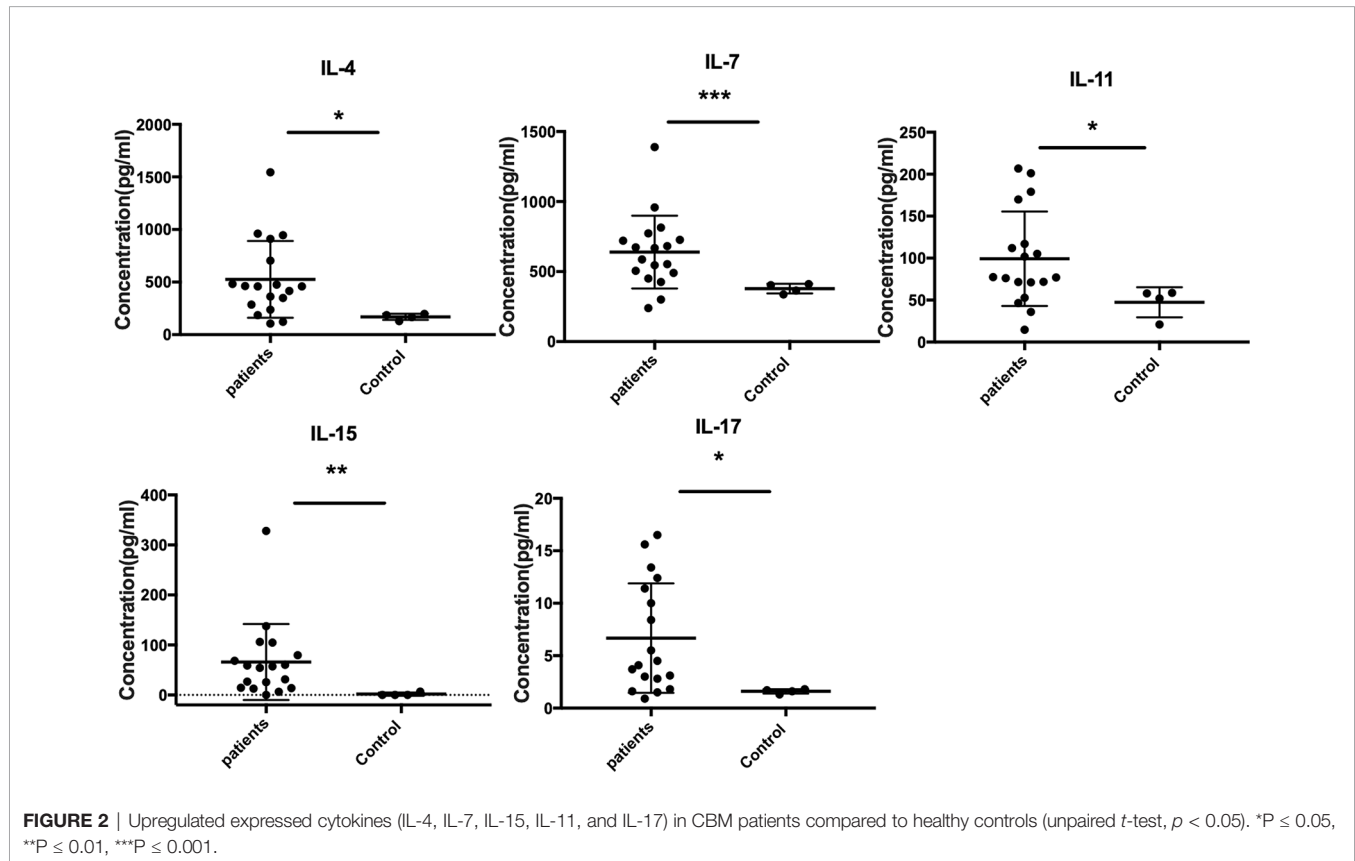 IL-4
*
Concentration(pg/ml)
2000
1500
1000
500
0
patients
Control
IL-7
***
Concentration(pg/ml)
1500
1000
500
0
patients
Control
IL-11
*
Concentration(pg/ml)
250
200
150
100
50
0
patients
Control
IL-15
**
Concentration(pg/ml)
400
300
200
100
0
patients
Control
IL-17
*
Concentration(pg/ml)
20
15
10
5
0
patients
Control
FIGURE 2 | Upregulated expressed cytokines (IL-4, IL-7, IL-15, IL-11, and IL-17) in CBM patients compared to healthy controls (unpaired t-test, p < 0.05). *P ≤ 0.05,
**P ≤ 0.01, ***P ≤ 0.001.